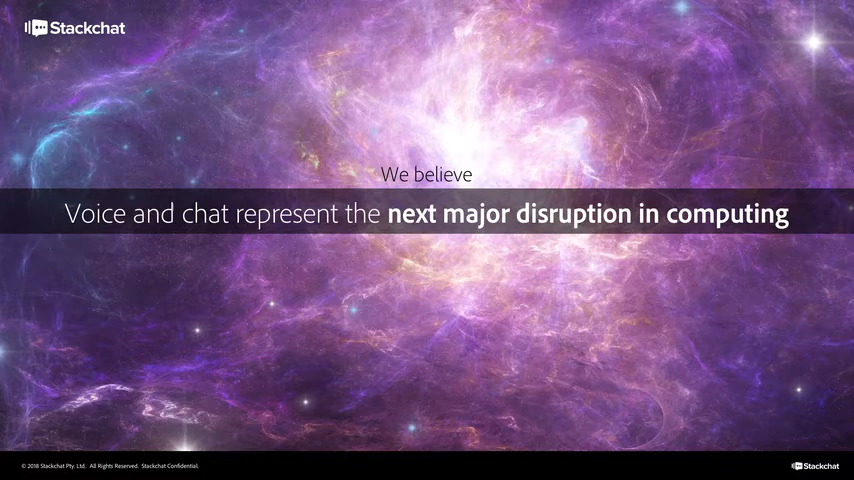 Stackchat
We believe
Voice and chat represent the next major disruption in computing
© 2018 Stackchat Pty. Ltd. All Rights Reserved. Stackchat Confidential.
Stackchat